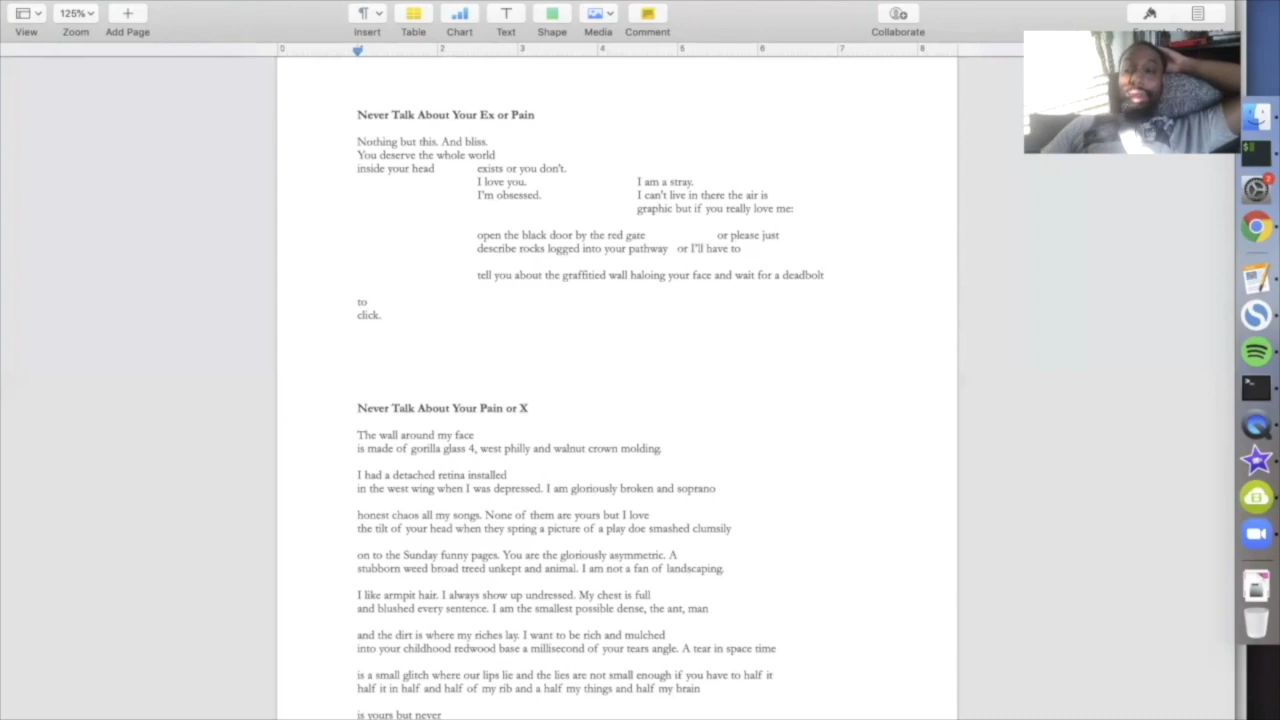 125%
View Zoom Add Page Insert Table Chart Text Shape Media Comment Collaborate
0 2 3 4 5 6 7 8
Never Talk About Your Ex or Pain
Nothing but this. And bliss.
You deserve the whole world
inside your head exists or you don't.
I love you. I am a stray.
I'm obsessed. I can't live in there the air is
graphic but if you really love me:
open the black door by the red gate or please just
describe rocks logged into your pathway or I'll have to
tell you about the graffitied wall haloing your face and wait for a deadbolt
to
click.
Never Talk About Your Pain or X
The wall around my face
is made of gorilla glass 4, west philly and walnut crown molding.
I had a detached retina installed
in the west wing when I was depressed. I am gloriously broken and soprano
honest chaos all my songs. None of them are yours but I love
the tilt of your head when they spring a picture of a play doe smashed clumsily
on to the Sunday funny pages. You are the gloriously asymmetric. A
stubborn weed broad treed unkept and animal. I am not a fan of landscaping.
I like armpit hair. I always show up undressed. My chest is full
and blushed every sentence. I am the smallest possible dense, the ant, man
and the dirt is where my riches lay. I want to be rich and mulched
into your childhood redwood base a millisecond of your tears angle. A tear in space time
is a small glitch where our lips lie and the lies are not small enough if you have to half it
half it in half and half of my rib and a half my things and half my brain
is yours but never